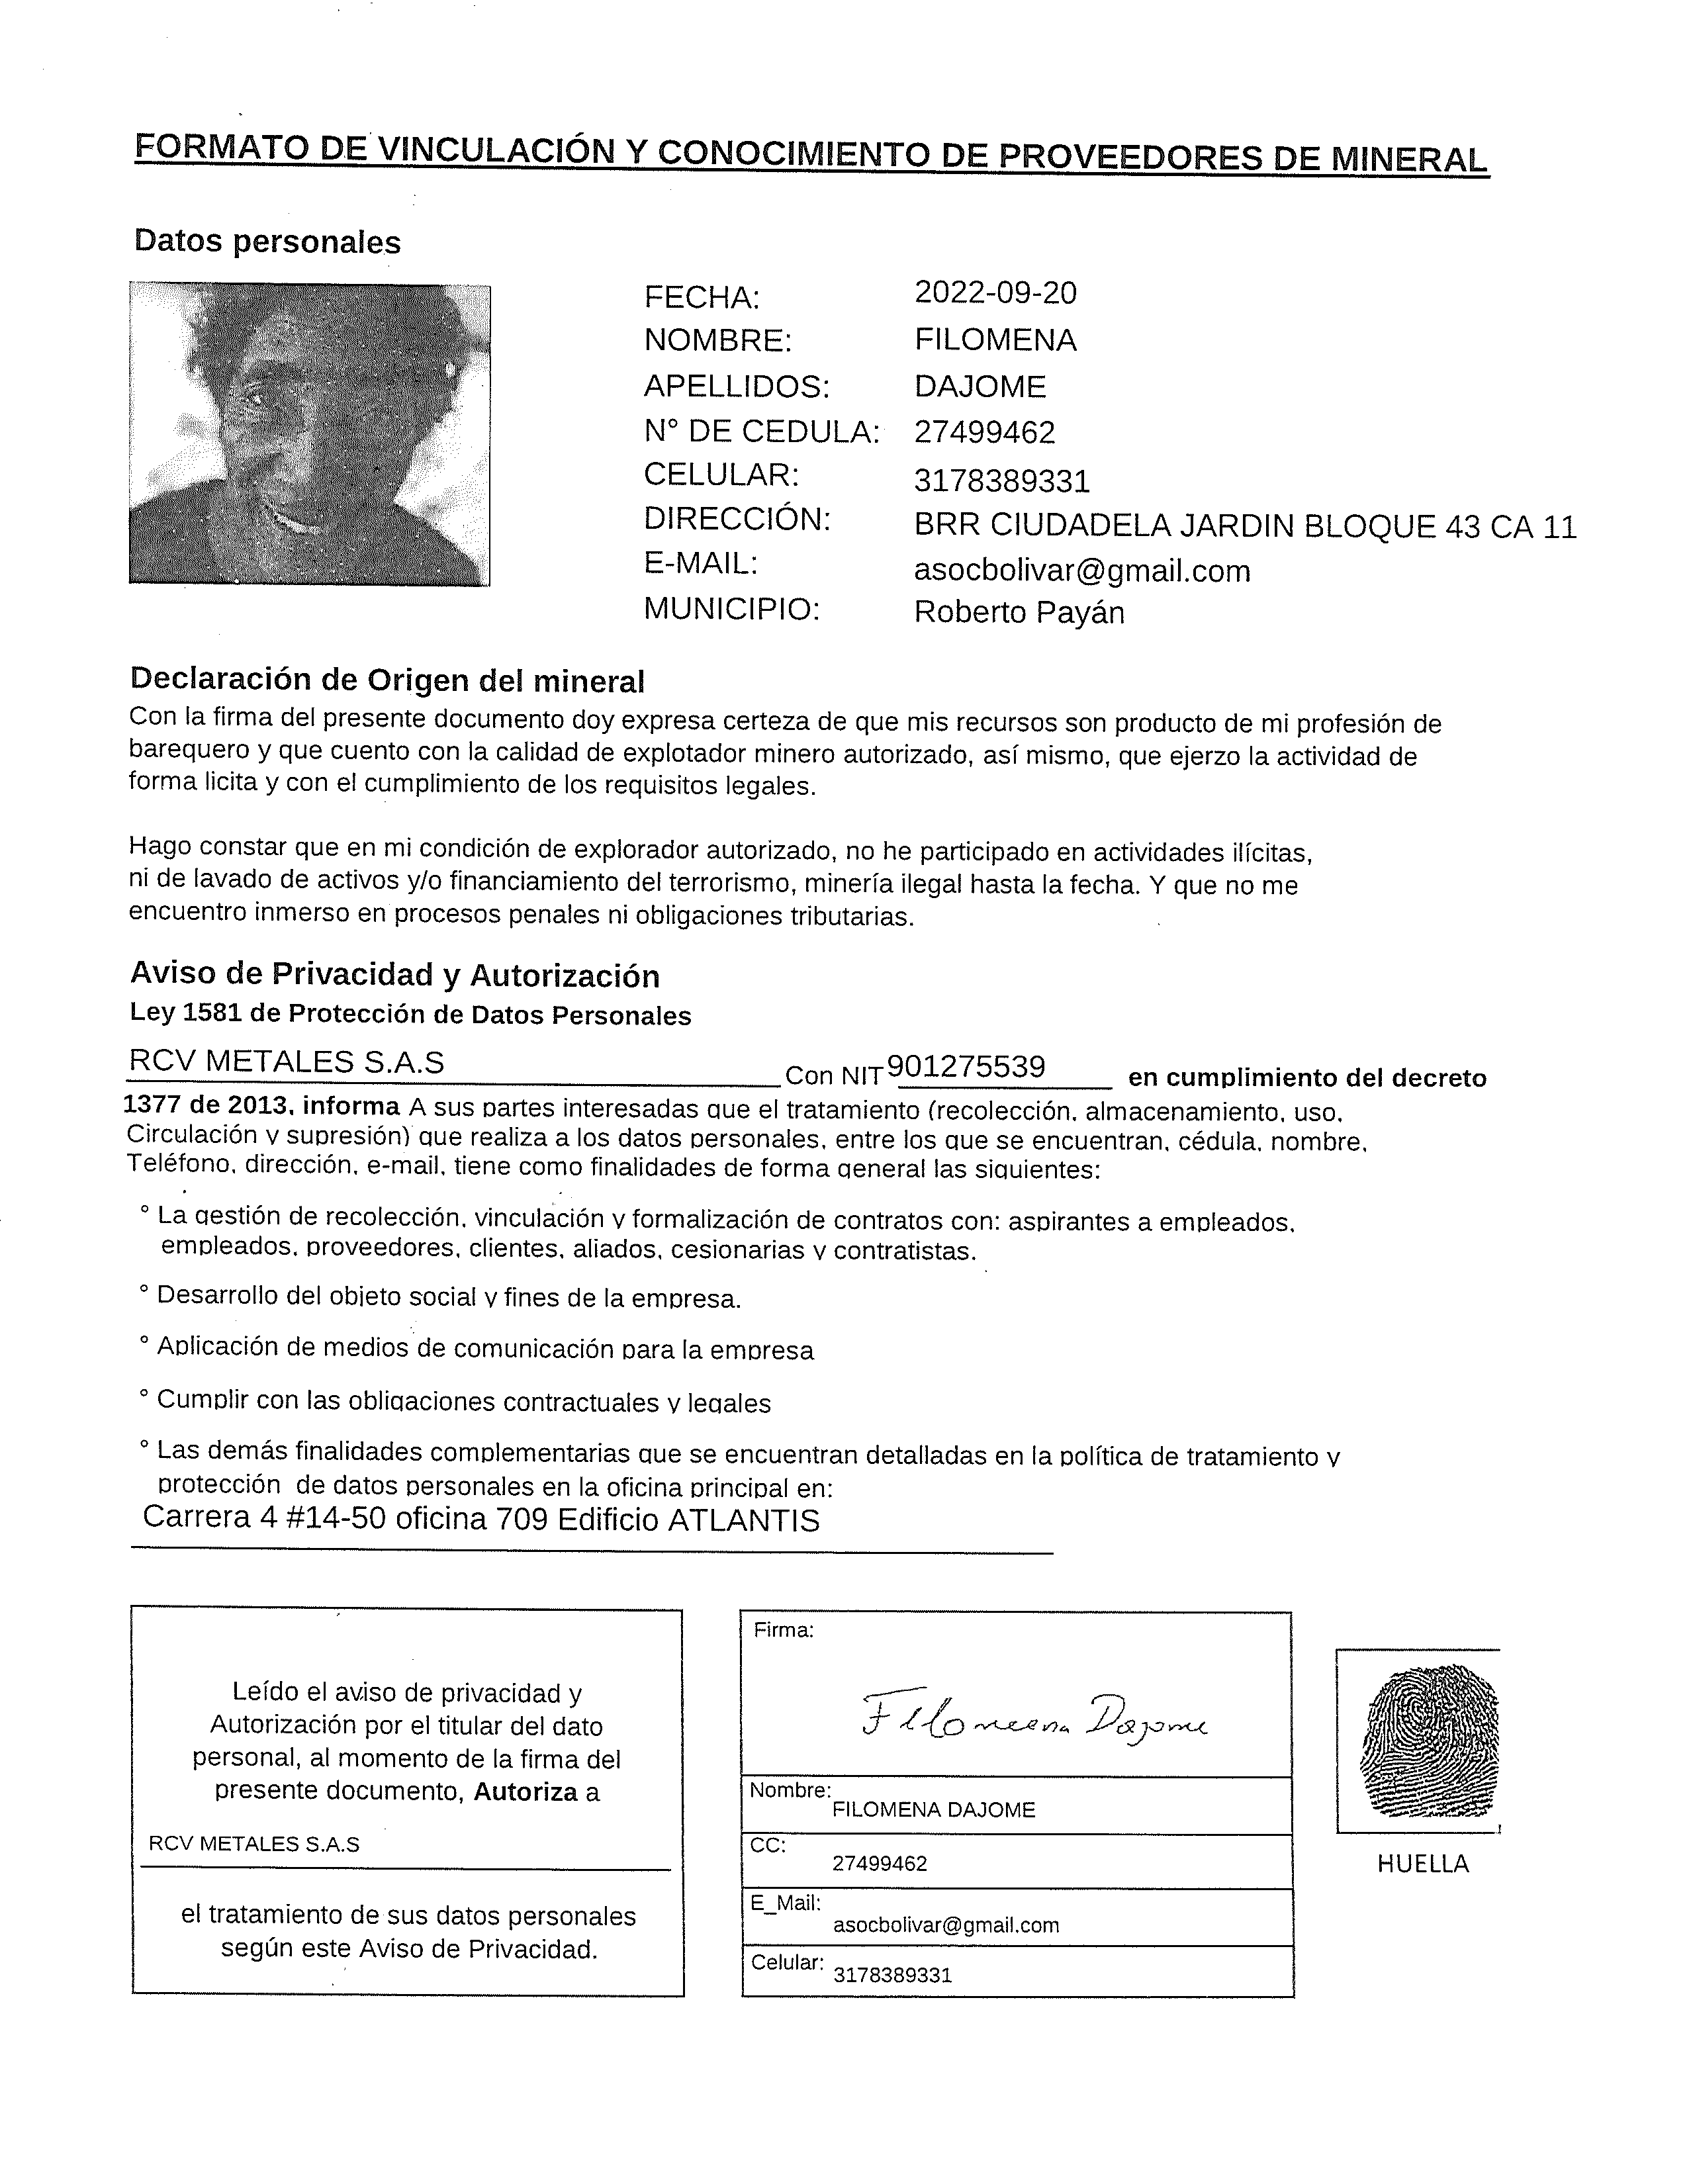 FORMATO DE VINCULACIÓN Y CONOCIMIENTO DE PROVEEDORES DE MINERAL
Datos personales
FECHA: 2022-09-20
NOMBRE: FILOMENA
APELLIDOS: DAJOME
N° DE CEDULA: 27499462
CELULAR: 3178389331
DIRECCIÓN: BRR CIUDADELA JARDIN BLOQUE 43 CA 11
E-MAIL: asocbolivar@gmail.com
MUNICIPIO: Roberto Payán
Declaración de Origen del mineral
Con la firma del presente documento doy expresa certeza de que mis recursos son producto de mi profesión de
barequero y que cuento con la calidad de explotador minero autorizado, así mismo, que ejerzo la actividad de
forma licita y con el cumplimiento de los requisitos legales.
Hago constar que en mi condición de explorador autorizado, no he participado en actividades ilícitas,
ni de lavado de activos y/o financiamiento del terrorismo, minería ilegal hasta la fecha. Y que no me
encuentro inmerso en procesos penales ni obligaciones tributarias.
Aviso de Privacidad y Autorización
Ley 1581 de Protección de Datos Personales
RCV METALES S.A.S Con NIT 901275539 en cumplimiento del decreto
1377 de 2013, informa A sus partes interesadas que el tratamiento (recolección, almacenamiento, uso,
Circulación y supresión) que realiza a los datos personales, entre los que se encuentran, cédula, nombre,
Teléfono, dirección, e-mail, tiene como finalidades de forma general las siguientes:
° La gestión de recolección, vinculación y formalización de contratos con: aspirantes a empleados,
empleados, proveedores, clientes, aliados, cesionarias y contratistas.
° Desarrollo del objeto social y fines de la empresa.
° Aplicación de medios de comunicación para la empresa
° Cumplir con las obligaciones contractuales y legales
° Las demás finalidades complementarias que se encuentran detalladas en la política de tratamiento y
protección de datos personales en la oficina principal en:
Carrera 4 #14-50 oficina 709 Edificio ATLANTIS
Leído el aviso de privacidad y
Autorización por el titular del dato
personal, al momento de la firma del
presente documento, Autoriza a
RCV METALES S.A.S
el tratamiento de sus datos personales
según este Aviso de Privacidad.
Firma:
Filomena Dajome
Nombre:
FILOMENA DAJOME
CC:
27499462
E_Mail:
asocbolivar@gmail.com
Celular:
3178389331
HUELLA